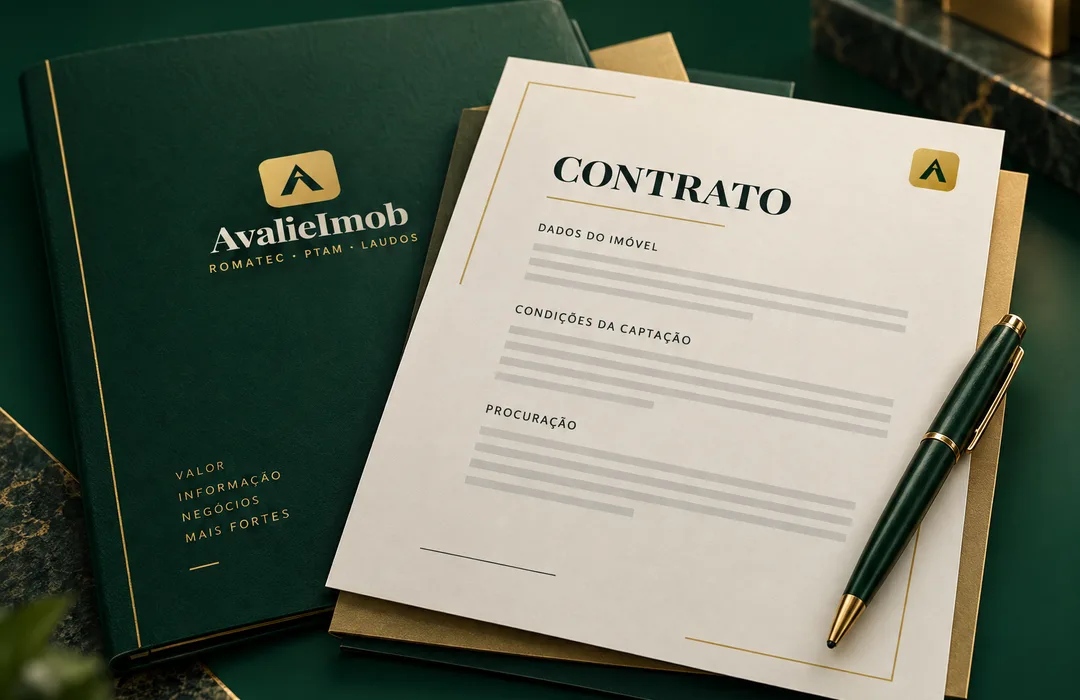 AvalieImob
ROMATEC · PTAM · LAUDOS
VALOR
INFORMAÇÃO
NEGÓCIOS
MAIS FORTES
CONTRATO
DADOS DO IMÓVEL
CONDIÇÕES DA CAPTAÇÃO
PROCURAÇÃO